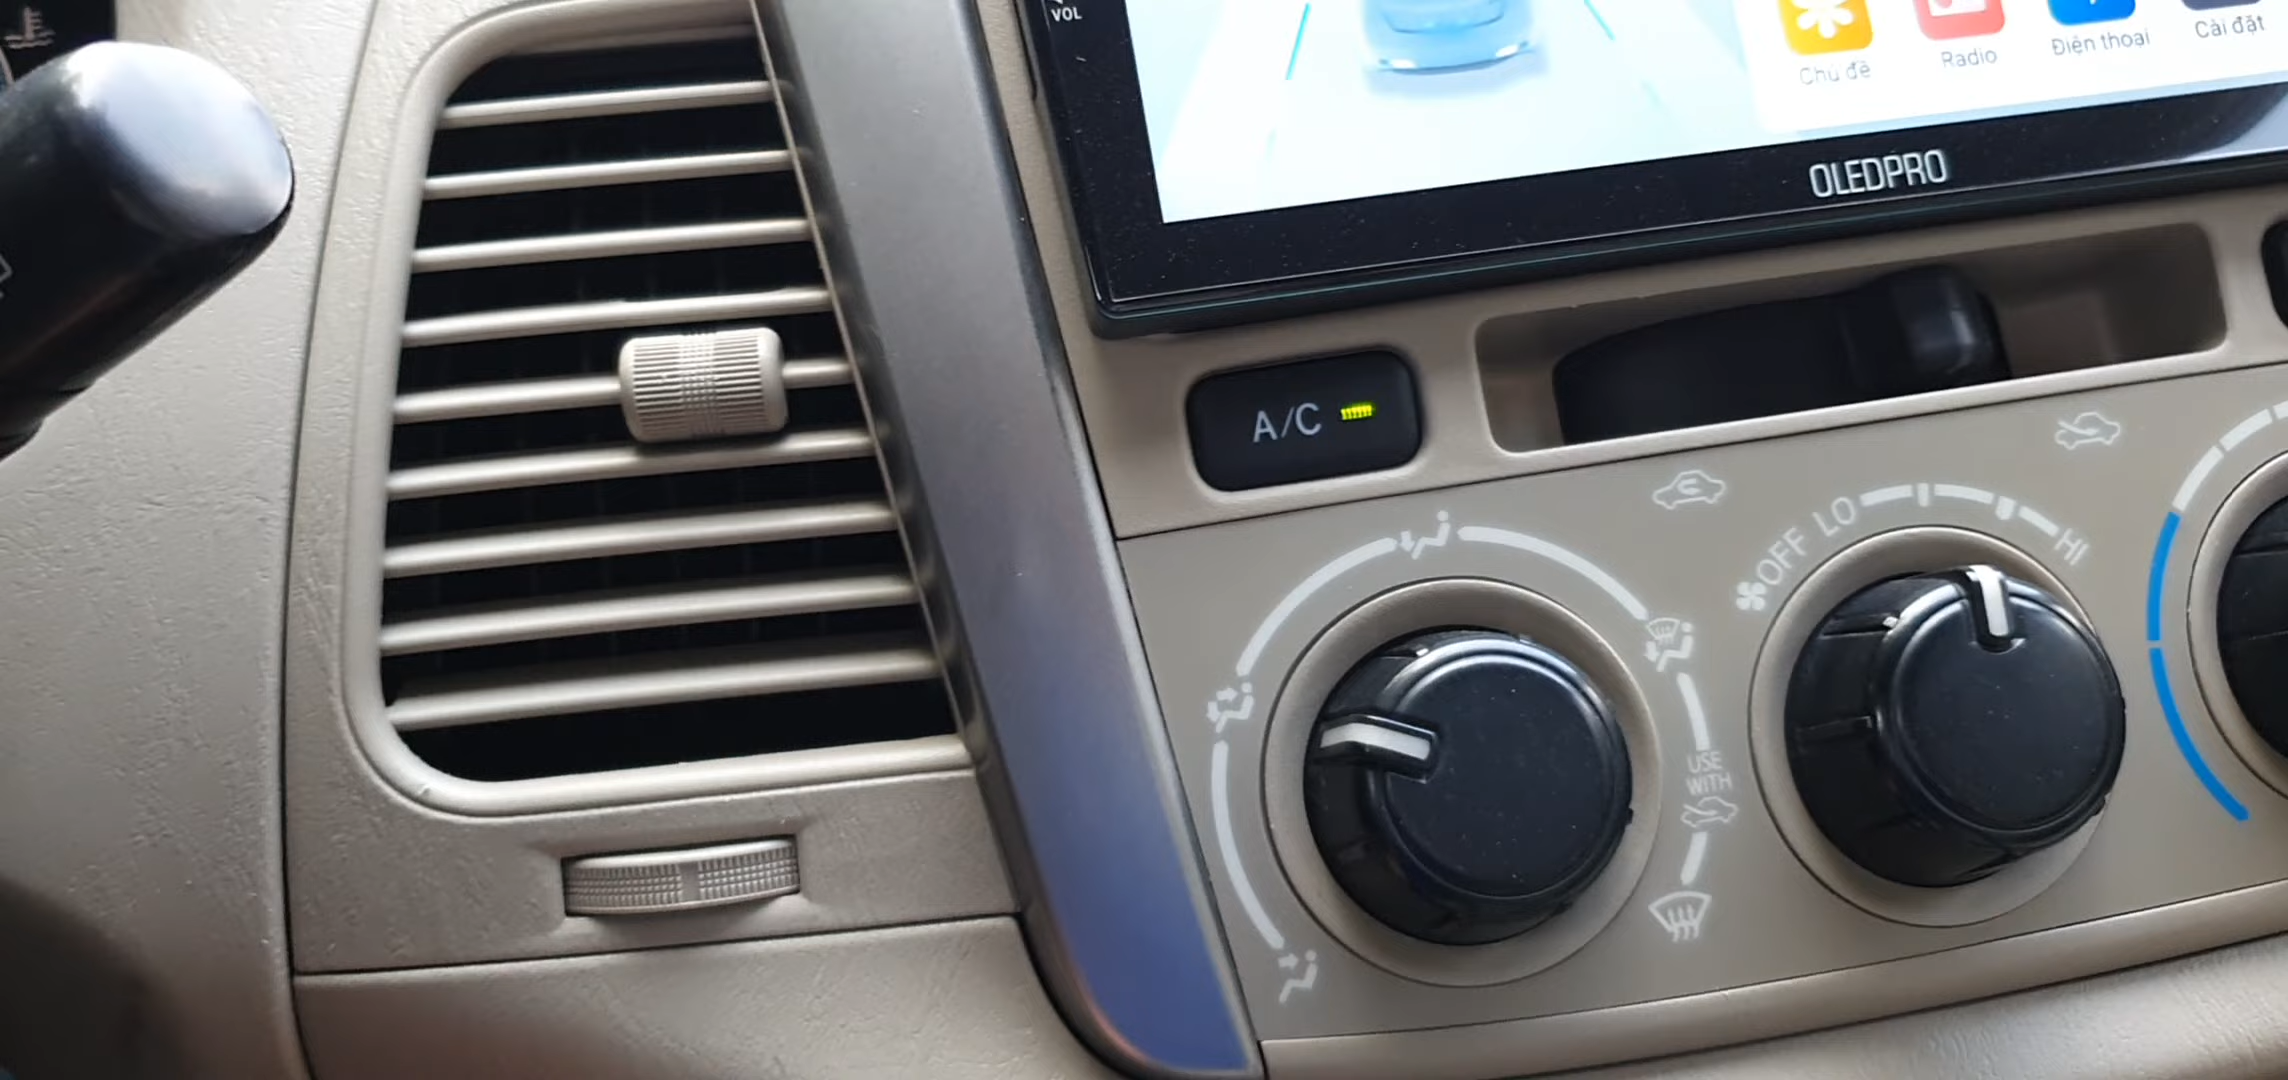 VOL
Chủ đề
Radio
Điện thoại
Cài đặt
OLEDPRO
A/C
OFF LO HI
USE
WITH